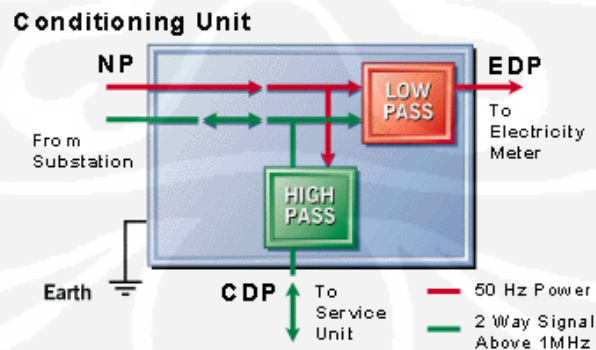 Conditioning Unit
NP
EDP
LOW
PASS
From
Substation
To
Electricity
Meter
HIGH
PASS
Earth
CDP
To
Service
Unit
50 Hz Power
2 Way Signal
Above 1MHz